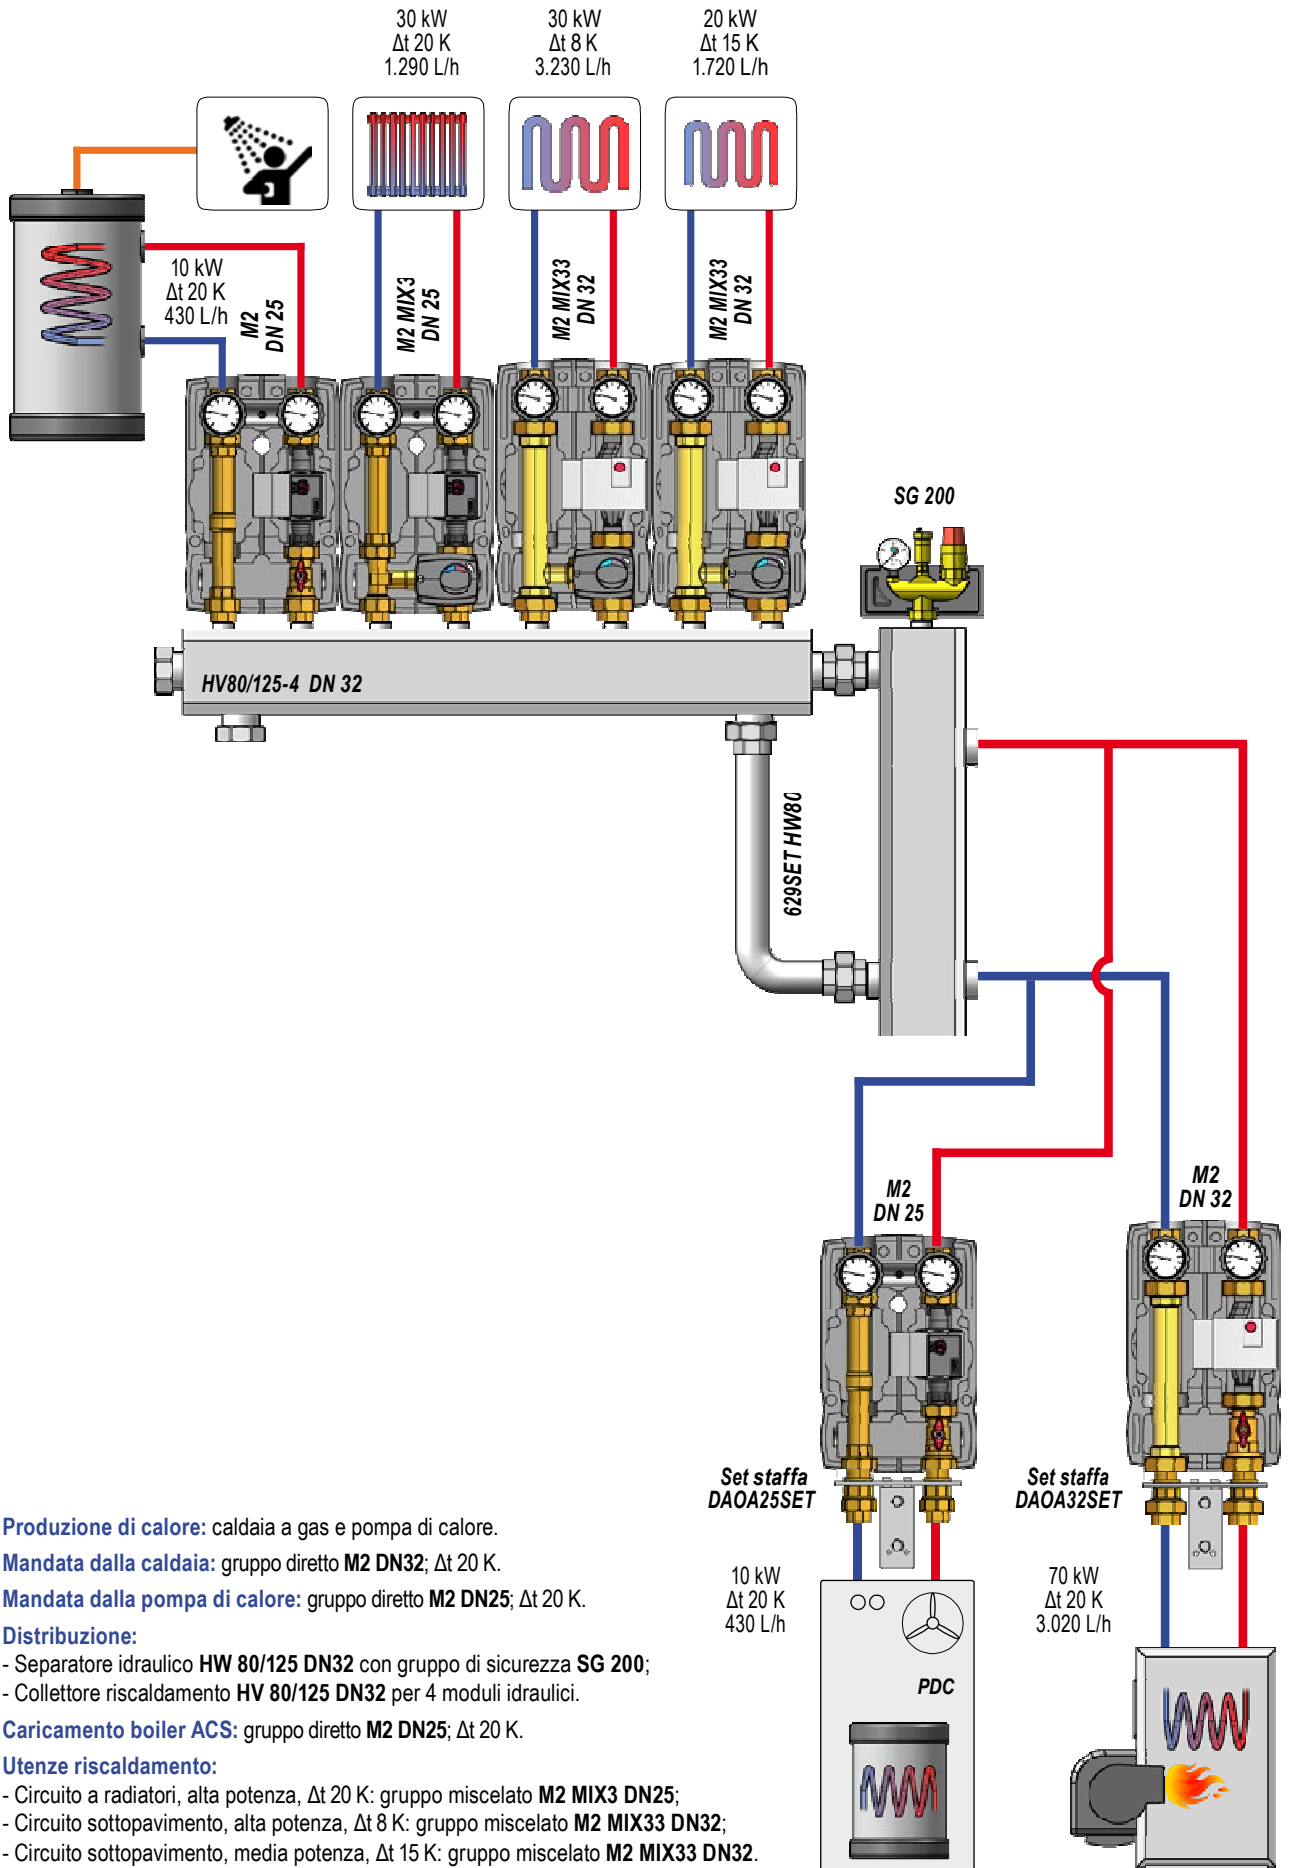 30 kW
Δt 20 K
1.290 L/h
30 kW
Δt 8 K
3.230 L/h
20 kW
Δt 15 K
1.720 L/h
10 kW
Δt 20 K
430 L/h
M2
DN 25
M2 MIX3
DN 25
M2 MIX33
DN 32
M2 MIX33
DN 32
SG 200
HV80/125-4 DN 32
629SET HW80
M2
DN 25
M2
DN 32
Set staffa
DAOA25SET
Set staffa
DAOA32SET
10 kW
Δt 20 K
430 L/h
70 kW
Δt 20 K
3.020 L/h
PDC
Produzione di calore: caldaia a gas e pompa di calore.
Mandata dalla caldaia: gruppo diretto M2 DN32; Δt 20 K.
Mandata dalla pompa di calore: gruppo diretto M2 DN25; Δt 20 K.
Distribuzione:
- Separatore idraulico HW 80/125 DN32 con gruppo di sicurezza SG 200;
- Collettore riscaldamento HV 80/125 DN32 per 4 moduli idraulici.
Caricamento boiler ACS: gruppo diretto M2 DN25; Δt 20 K.
Utenze riscaldamento:
- Circuito a radiatori, alta potenza, Δt 20 K: gruppo miscelato M2 MIX3 DN25;
- Circuito sottopavimento, alta potenza, Δt 8 K: gruppo miscelato M2 MIX33 DN32;
- Circuito sottopavimento, media potenza, Δt 15 K: gruppo miscelato M2 MIX33 DN32.